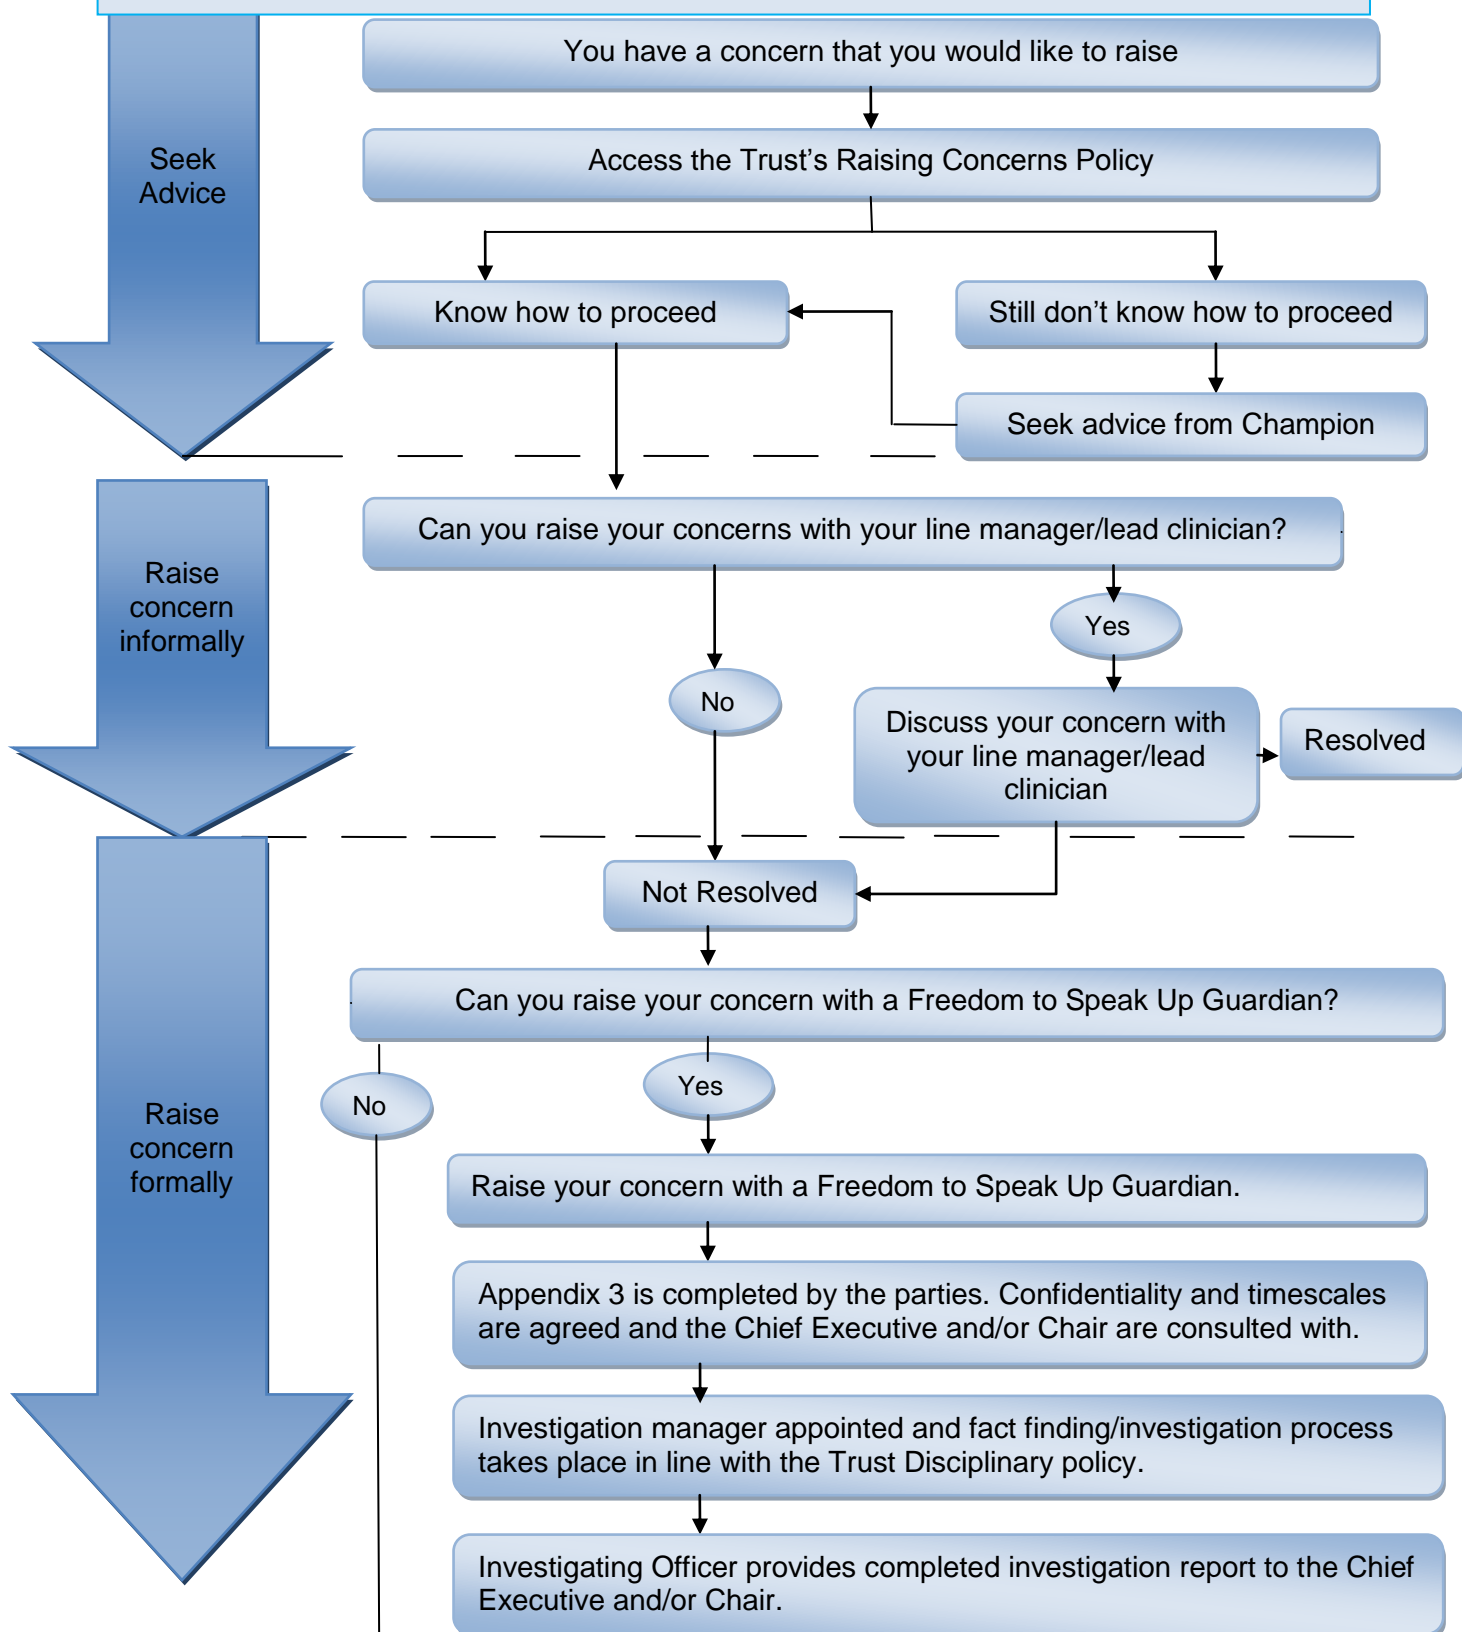 You have a concern that you would like to raise
Seek
Advice
Access the Trust’s Raising Concerns Policy
Know how to proceed
Still don’t know how to proceed
Seek advice from Champion
Raise
concern
informally
Can you raise your concerns with your line manager/lead clinician?
Yes
No
Discuss your concern with
your line manager/lead
clinician
Resolved
Not Resolved
Raise
concern
formally
Can you raise your concern with a Freedom to Speak Up Guardian?
No
Yes
Raise your concern with a Freedom to Speak Up Guardian.
Appendix 3 is completed by the parties. Confidentiality and timescales
are agreed and the Chief Executive and/or Chair are consulted with.
Investigation manager appointed and fact finding/investigation process
takes place in line with the Trust Disciplinary policy.
Investigating Officer provides completed investigation report to the Chief
Executive and/or Chair.